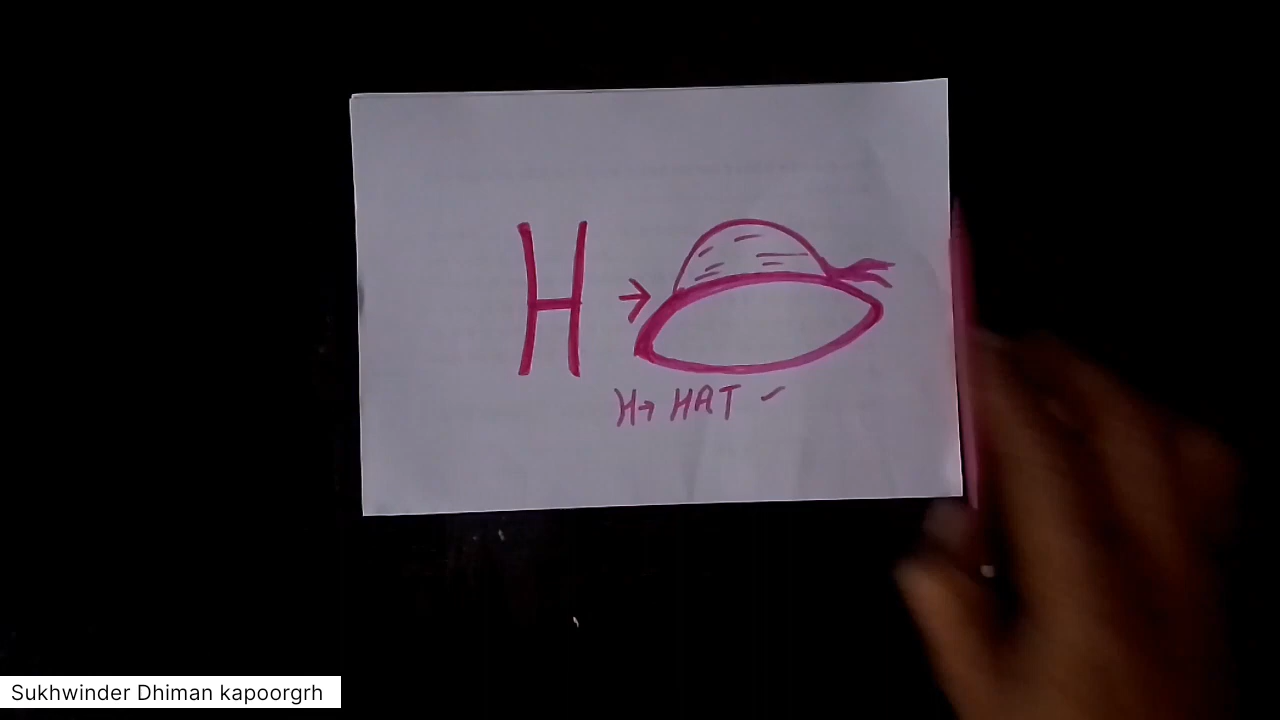 H →
H→ HAT ✓
Sukhwinder Dhiman kapoorgrh